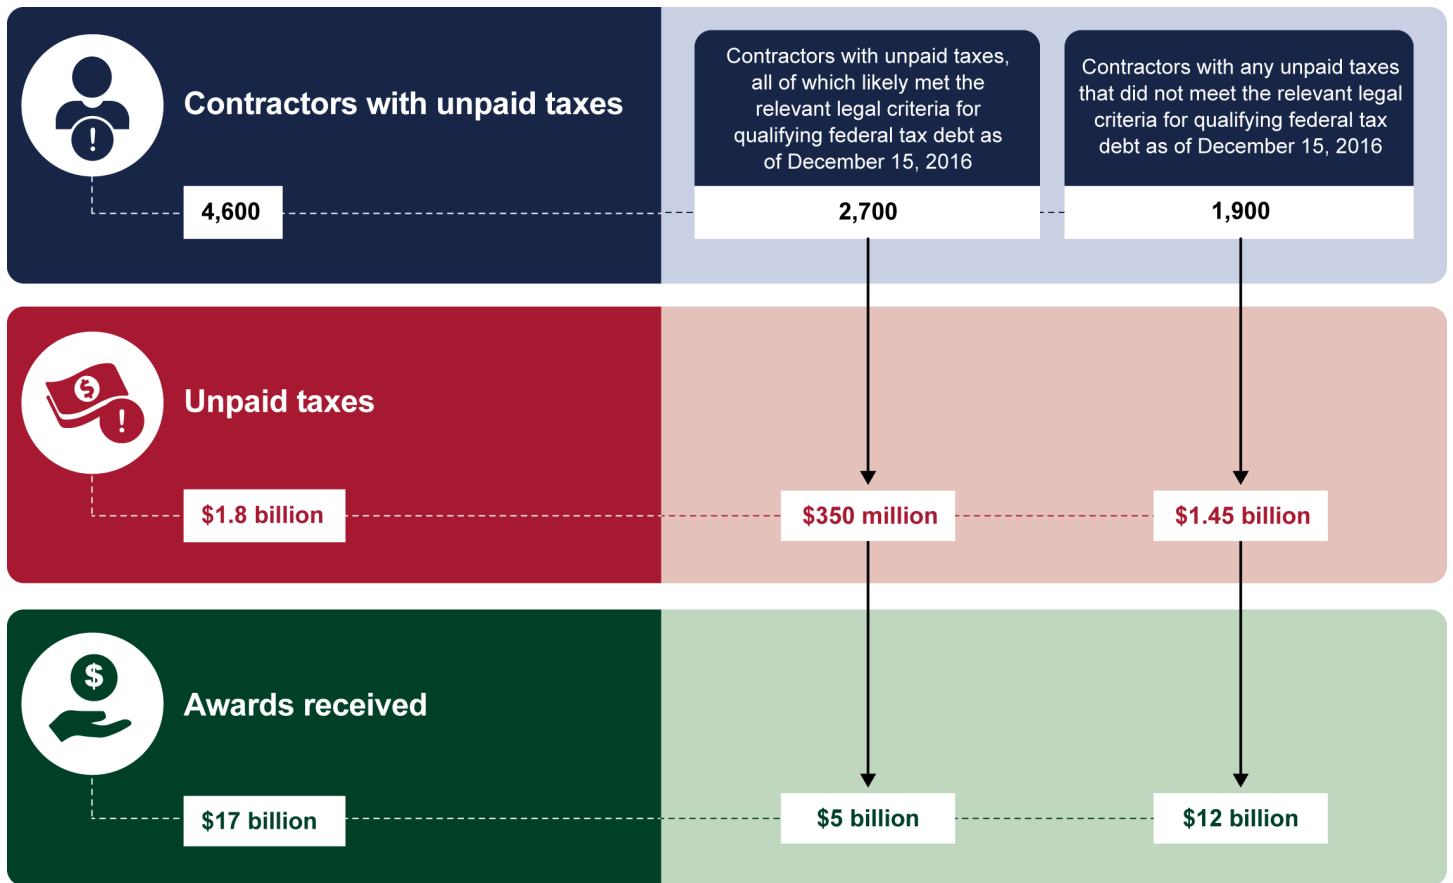 Contractors with unpaid taxes
4,600
Contractors with unpaid taxes,
all of which likely met the
relevant legal criteria for
qualifying federal tax debt as
of December 15, 2016
2,700
Contractors with any unpaid taxes
that did not meet the relevant legal
criteria for qualifying federal tax
debt as of December 15, 2016
1,900
Unpaid taxes
$1.8 billion
$350 million
$1.45 billion
Awards received
$17 billion
$5 billion
$12 billion